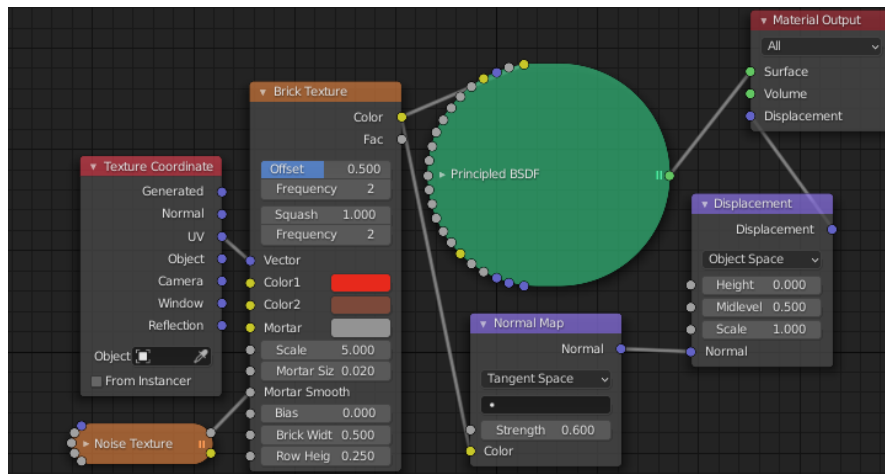 Material Output
All
Surface
Volume
Displacement
Brick Texture
Color
Fac
Offset 0.500
Frequency 2
Squash 1.000
Frequency 2
Vector
Color1
Color2
Mortar
Scale 5.000
Mortar Siz 0.020
Mortar Smooth
Bias 0.000
Brick Widt 0.500
Row Heig 0.250
Texture Coordinate
Generated
Normal
UV
Object
Camera
Window
Reflection
Object
From Instancer
Noise Texture
Principled BSDF
Normal Map
Normal
Tangent Space
Strength 0.600
Color
Displacement
Displacement
Object Space
Height 0.000
Midlevel 0.500
Scale 1.000
Normal